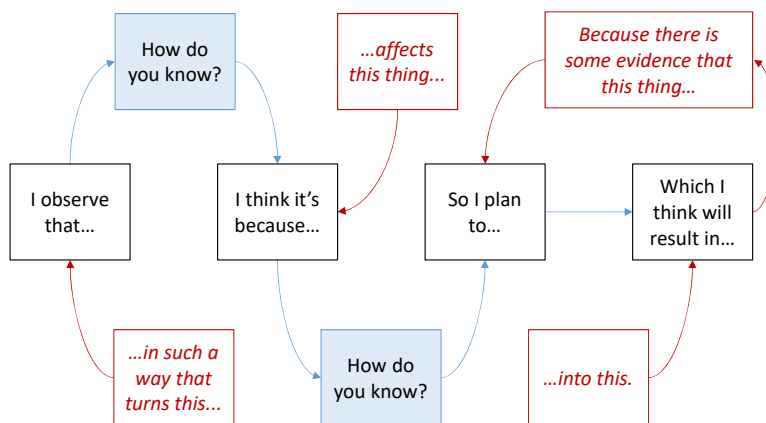 How do
you know?
…affects
this thing...
Because there is
some evidence that
this thing…
I observe
that…
I think it’s
because…
So I plan
to…
Which I
think will
result in…
…in such a
way that
turns this...
How do
you know?
…into this.